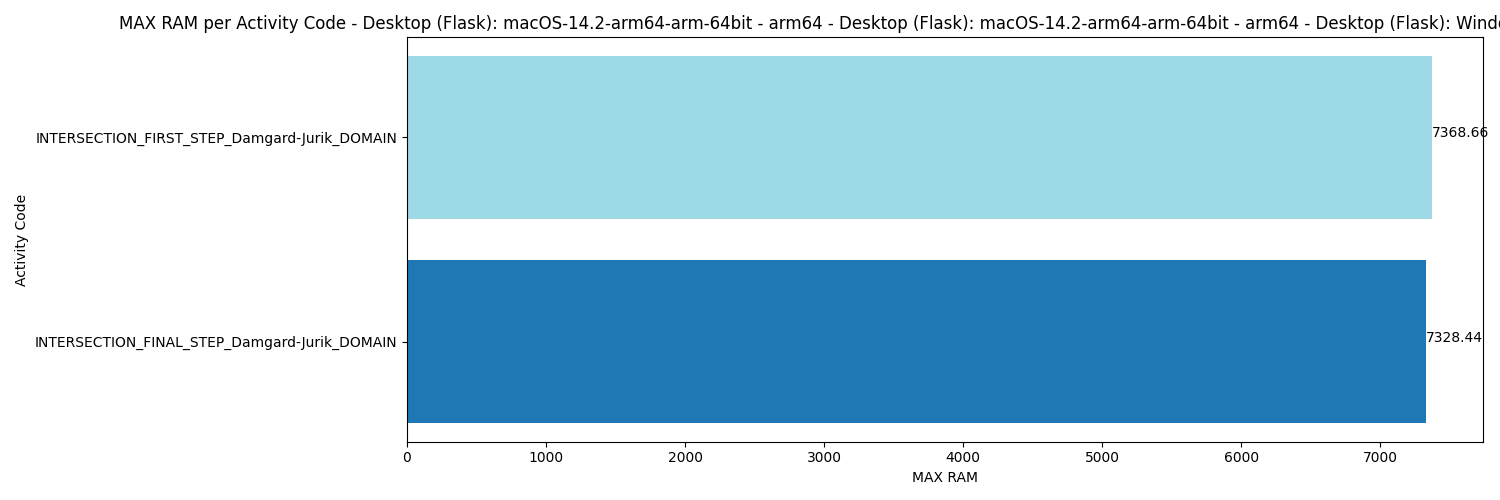 MAX RAM per Activity Code - Desktop (Flask): macOS-14.2-arm64-arm-64bit - arm64 - Desktop (Flask): macOS-14.2-arm64-arm-64bit - arm64 - Desktop (Flask):
INTERSECTION_FIRST_STEP_Damgard-Jurik_DOMAIN
7368.66
Activity Code
INTERSECTION_FINAL_STEP_Damgard-Jurik_DOMAIN
7328.44
0 1000 2000 3000 4000 5000 6000 7000
MAX RAM